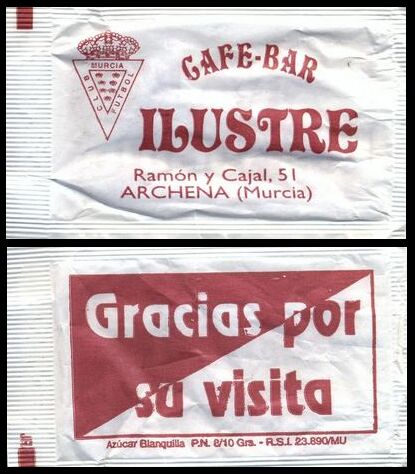 MURCIA
CLUB FUTBOL
CAFE-BAR
ILUSTRE
Ramón y Cajal, 51
ARCHENA (Murcia)
Gracias por
su visita
Azúcar Blanquilla P.N. 8/10 Grs. - R.S.I. 23.890/MU